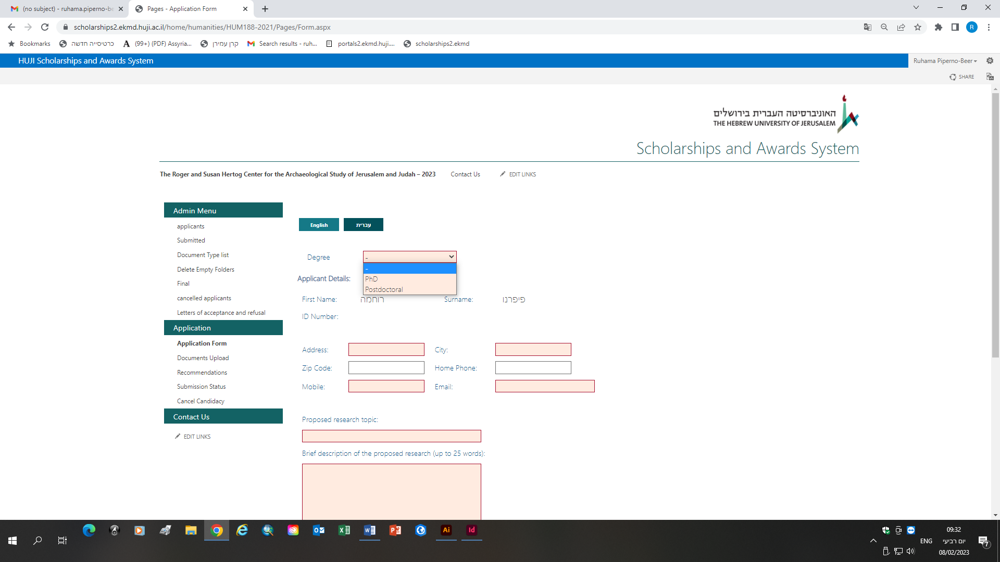 (no subject) - ruhama.piperno-be
Pages - Application Form
scholarships2.ekmd.huji.ac.il/home/humanities/HUM188-2021/Pages/Form.aspx
R
Bookmarks
כרטיסייה חדשה
(99+) (PDF) Assyria...
קרן עמירן
Search results - ruh...
portals2.ekmd.huji....
scholarships2.ekmd
HUJI Scholarships and Awards System
Ruhama Piperno-Beer
SHARE
האוניברסיטה העברית בירושלים
THE HEBREW UNIVERSITY OF JERUSALEM
Scholarships and Awards System
The Roger and Susan Hertog Center for the Archaeological Study of Jerusalem and Judah – 2023
Contact Us
EDIT LINKS
Admin Menu
applicants
Submitted
Document Type list
Delete Empty Folders
Final
cancelled applicants
Letters of acceptance and refusal
Application
Application Form
Documents Upload
Recommendations
Submission Status
Cancel Candidacy
Contact Us
EDIT LINKS
English
עברית
Degree
-
-
PhD
Postdoctoral
Applicant Details:
First Name:
רוחמה
Surname:
פיפרנו
ID Number:
Address:
City:
Zip Code:
Home Phone:
Mobile:
Email:
Proposed research topic:
Brief description of the proposed research (up to 25 words):
Ai
Id
ENG
09:32
יום רביעי
08/02/2023
7